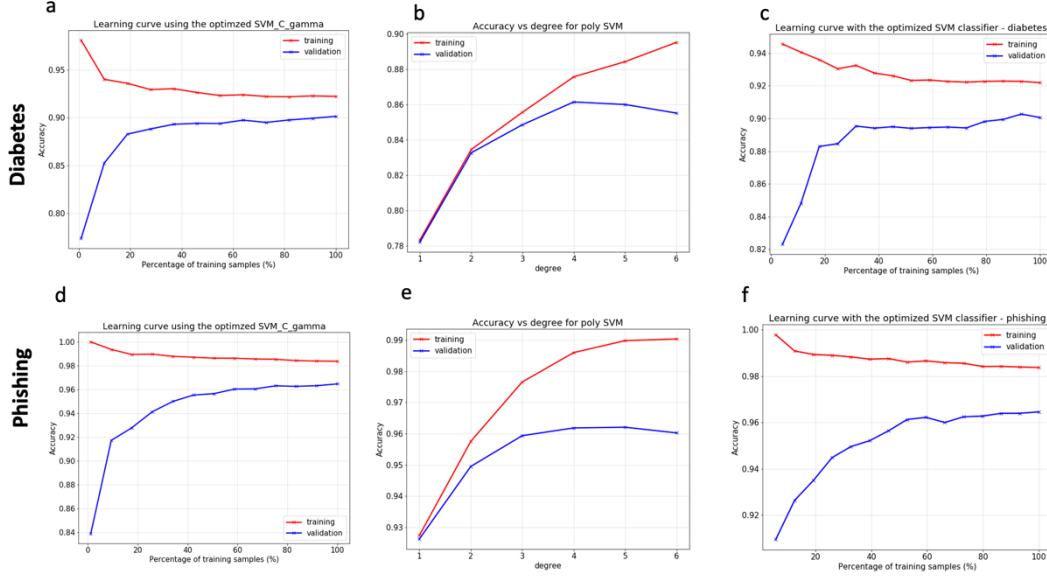 a
Learning curve using the optimzed SVM_C_gamma
training
validation
0.95
0.90
0.85
0.80
Accuracy
0 20 40 60 80 100
Percentage of training samples (%)
b
Accuracy vs degree for poly SVM
training
validation
0.90
0.88
0.86
0.84
0.82
0.80
0.78
Accuracy
1 2 3 4 5 6
degree
c
Learning curve with the optimized SVM classifier - diabetes
training
validation
0.94
0.92
0.90
0.88
0.86
0.84
0.82
Accuracy
0 20 40 60 80 100
Percentage of training samples (%)
Diabetes
d
Learning curve using the optimzed SVM_C_gamma
1.00
0.98
0.96
0.94
0.92
0.90
0.88
0.86
0.84
Accuracy
training
validation
0 20 40 60 80 100
Percentage of training samples (%)
e
Accuracy vs degree for poly SVM
training
validation
0.99
0.98
0.97
0.96
0.95
0.94
0.93
Accuracy
1 2 3 4 5 6
degree
f
Learning curve with the optimized SVM classifier - phishing
training
validation
1.00
0.98
0.96
0.94
0.92
Accuracy
20 40 60 80 100
Percentage of training samples (%)
Phishing